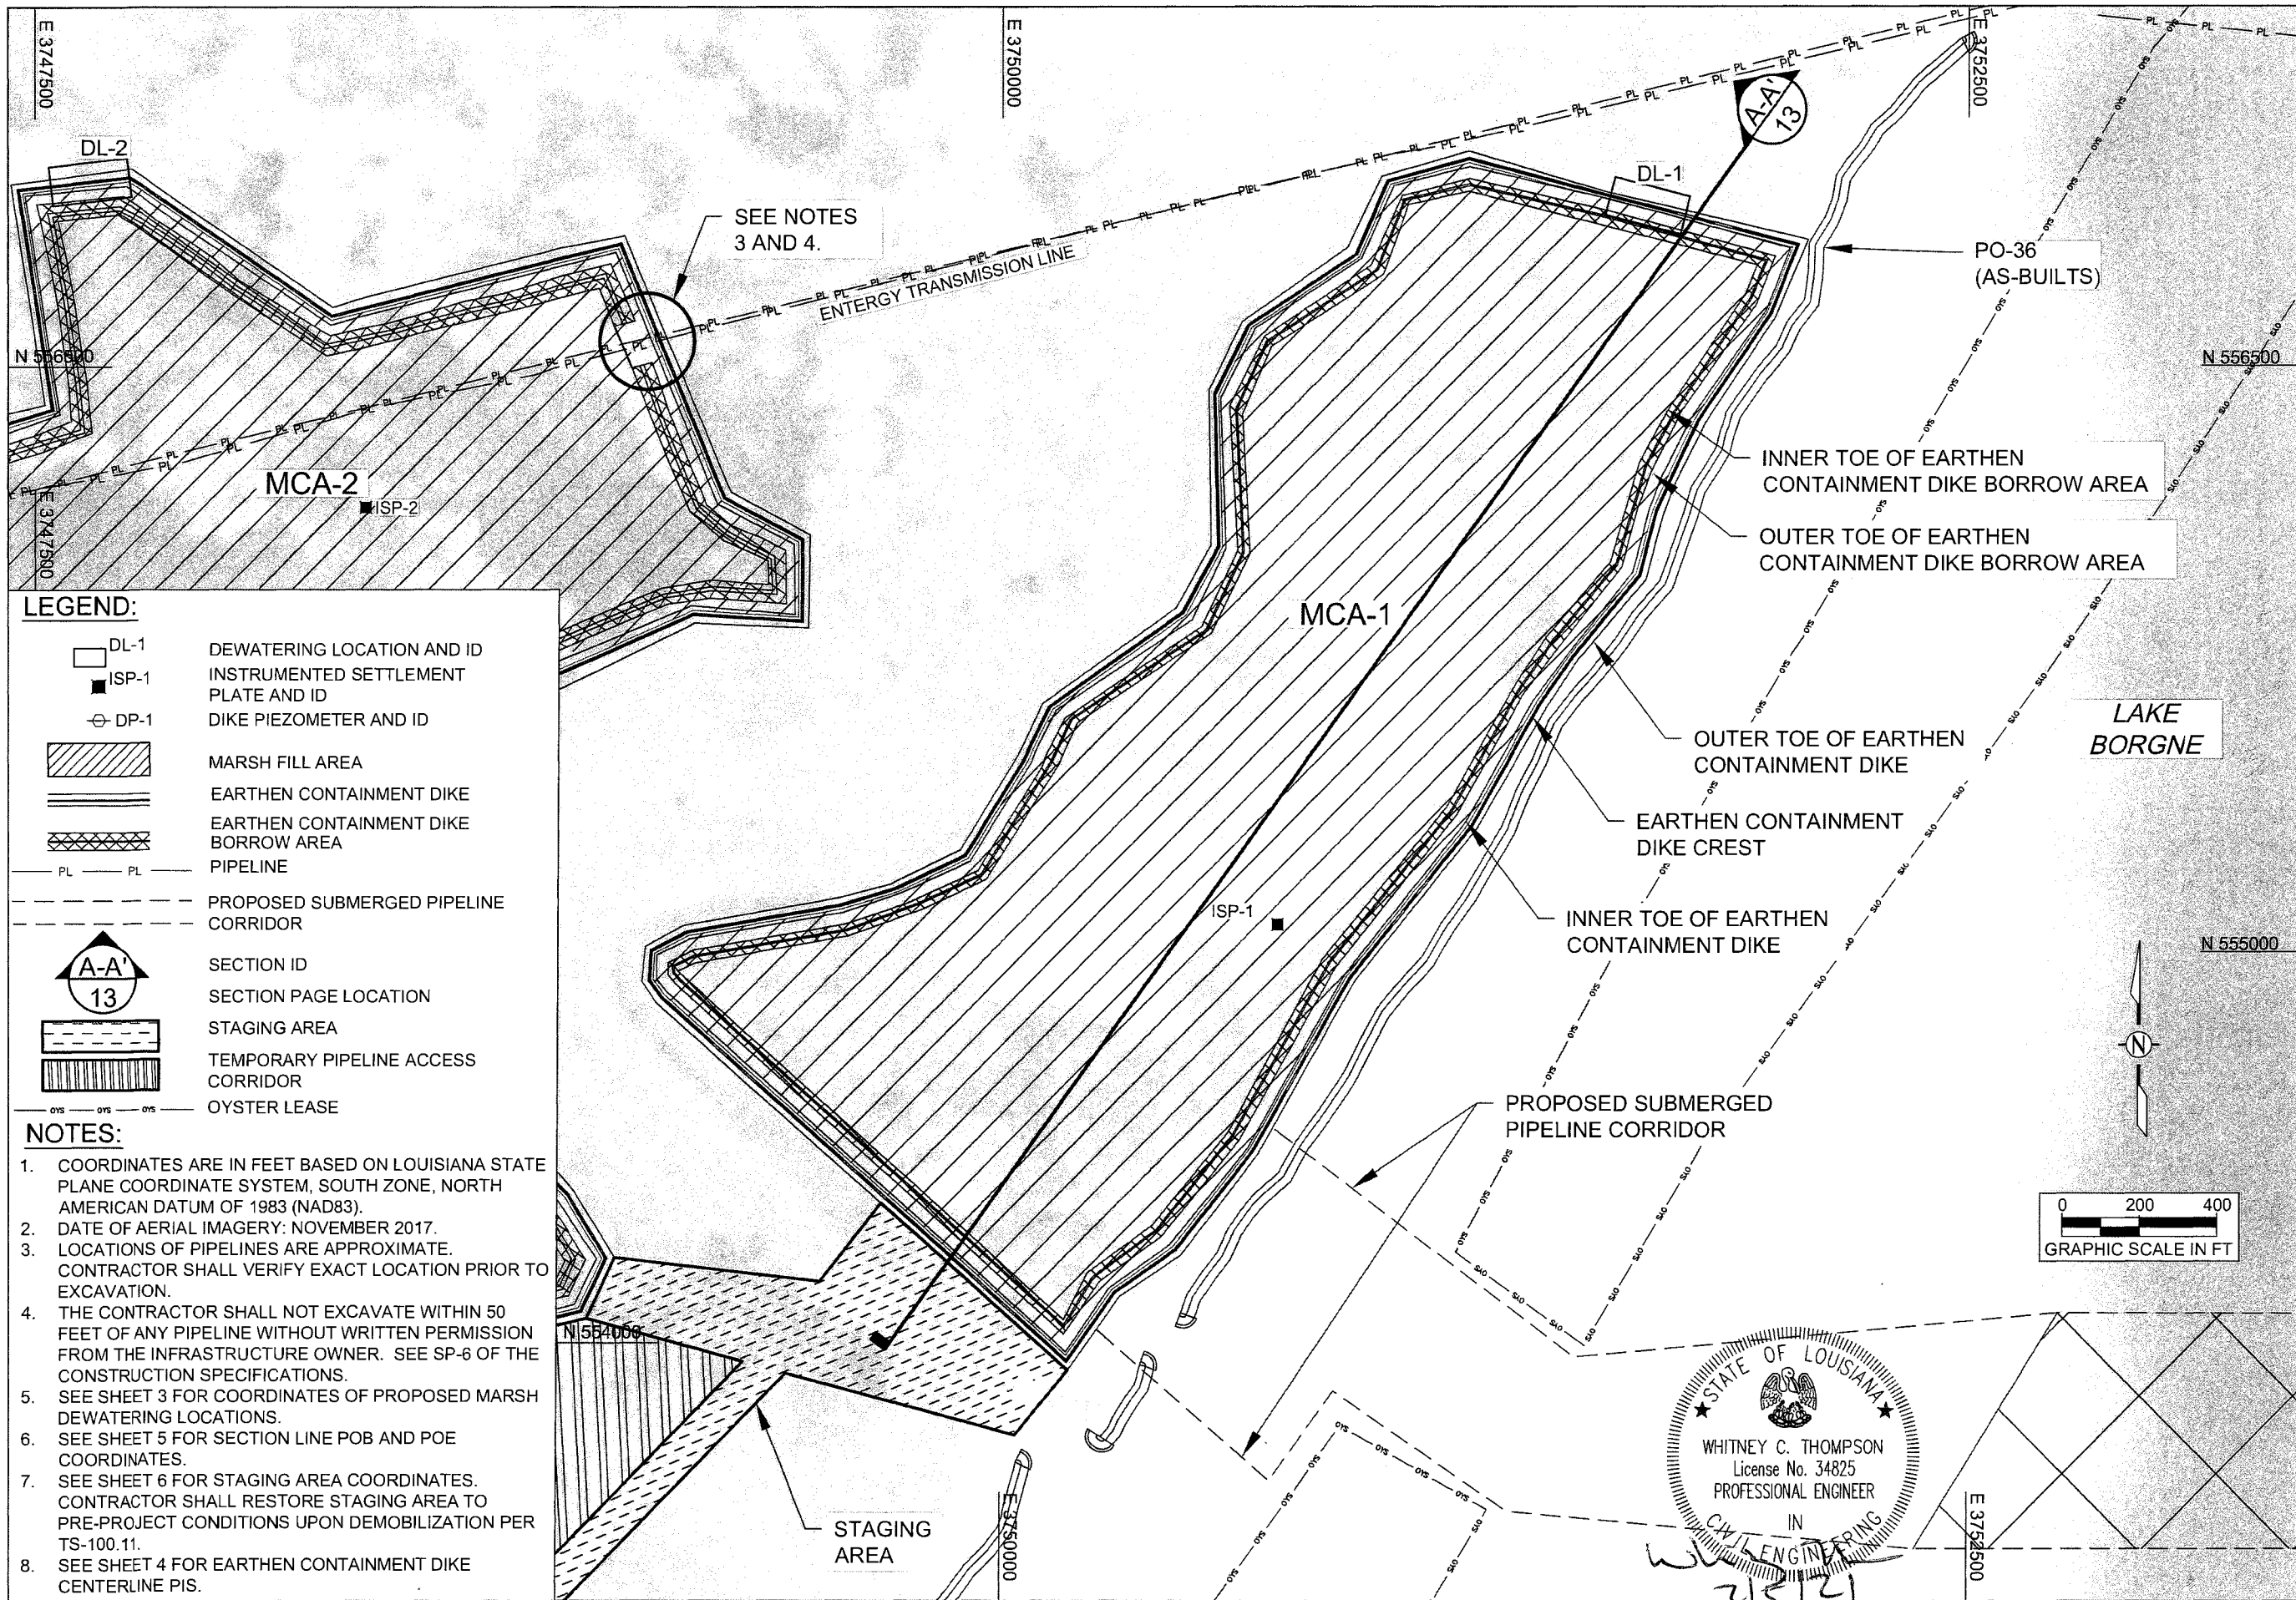 E 3747500
E 3750000
E 3752500
DL-2
SEE NOTES
3 AND 4.
ENTERGY TRANSMISSION LINE
A-A'
13
DL-1
PO-36
(AS-BUILTS)
N 556500
N 556500
MCA-2
ISP-2
E 3747500
INNER TOE OF EARTHEN
CONTAINMENT DIKE BORROW AREA
OUTER TOE OF EARTHEN
CONTAINMENT DIKE BORROW AREA
MCA-1
LAKE
BORGNE
OUTER TOE OF EARTHEN
CONTAINMENT DIKE
EARTHEN CONTAINMENT
DIKE CREST
ISP-1
INNER TOE OF EARTHEN
CONTAINMENT DIKE
N 555000
N
PROPOSED SUBMERGED
PIPELINE CORRIDOR
0 200 400
GRAPHIC SCALE IN FT
N 554000
STAGING
AREA
E 3750000
E 3752500
LEGEND:
DL-1 DEWATERING LOCATION AND ID
ISP-1 INSTRUMENTED SETTLEMENT
PLATE AND ID
DP-1 DIKE PIEZOMETER AND ID
MARSH FILL AREA
EARTHEN CONTAINMENT DIKE
EARTHEN CONTAINMENT DIKE
BORROW AREA
PL PL PIPELINE
PROPOSED SUBMERGED PIPELINE
CORRIDOR
A-A' SECTION ID
13 SECTION PAGE LOCATION
STAGING AREA
TEMPORARY PIPELINE ACCESS
CORRIDOR
OYS OYS OYS OYSTER LEASE
NOTES:
1. COORDINATES ARE IN FEET BASED ON LOUISIANA STATE
PLANE COORDINATE SYSTEM, SOUTH ZONE, NORTH
AMERICAN DATUM OF 1983 (NAD83).
2. DATE OF AERIAL IMAGERY: NOVEMBER 2017.
3. LOCATIONS OF PIPELINES ARE APPROXIMATE.
CONTRACTOR SHALL VERIFY EXACT LOCATION PRIOR TO
EXCAVATION.
4. THE CONTRACTOR SHALL NOT EXCAVATE WITHIN 50
FEET OF ANY PIPELINE WITHOUT WRITTEN PERMISSION
FROM THE INFRASTRUCTURE OWNER. SEE SP-6 OF THE
CONSTRUCTION SPECIFICATIONS.
5. SEE SHEET 3 FOR COORDINATES OF PROPOSED MARSH
DEWATERING LOCATIONS.
6. SEE SHEET 5 FOR SECTION LINE POB AND POE
COORDINATES.
7. SEE SHEET 6 FOR STAGING AREA COORDINATES.
CONTRACTOR SHALL RESTORE STAGING AREA TO
PRE-PROJECT CONDITIONS UPON DEMOBILIZATION PER
TS-100.11.
8. SEE SHEET 4 FOR EARTHEN CONTAINMENT DIKE
CENTERLINE PIS.
STATE OF LOUISIANA
WHITNEY C. THOMPSON
License No. 34825
PROFESSIONAL ENGINEER
IN
CIVIL ENGINEERING